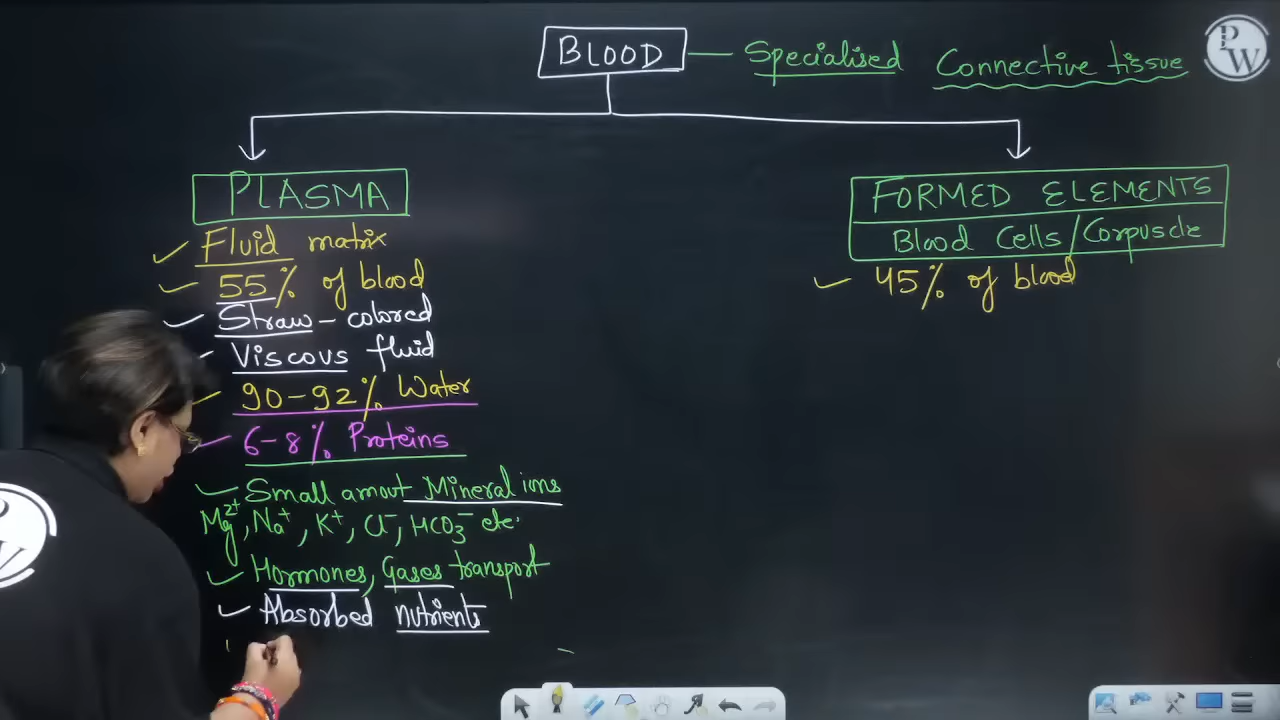 BLOOD — Specialised Connective tissue
PW
PLASMA
Fluid matrix
55% of blood
Straw - colored
Viscous fluid
90-92% Water
6-8% Proteins
Small amout Mineral ions
Mg²⁺, Na⁺, K⁺, Cl⁻, HCO₃⁻ etc.
Hormones, Gases transport
Absorbed nutrients
FORMED ELEMENTS
Blood Cells/Corpuscle
45% of blood
W